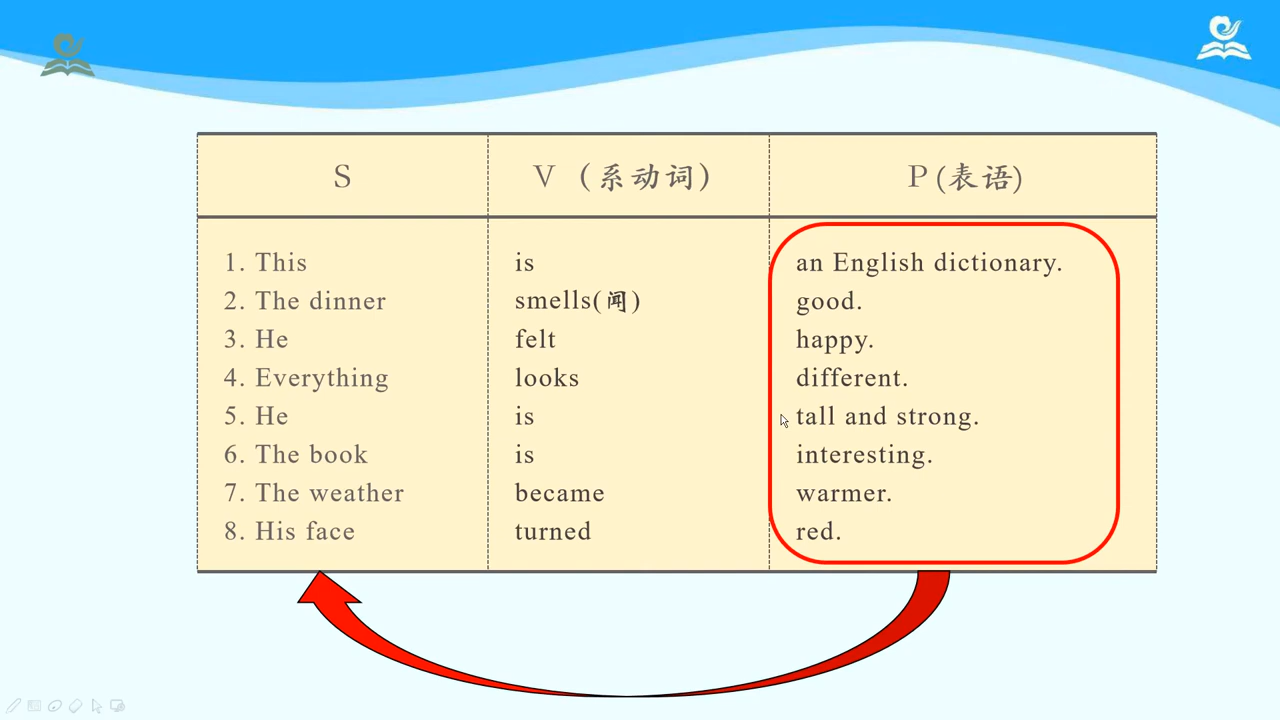 S V（系动词） P(表语)
1. This is an English dictionary.
2. The dinner smells(闻) good.
3. He felt happy.
4. Everything looks different.
5. He is tall and strong.
6. The book is interesting.
7. The weather became warmer.
8. His face turned red.